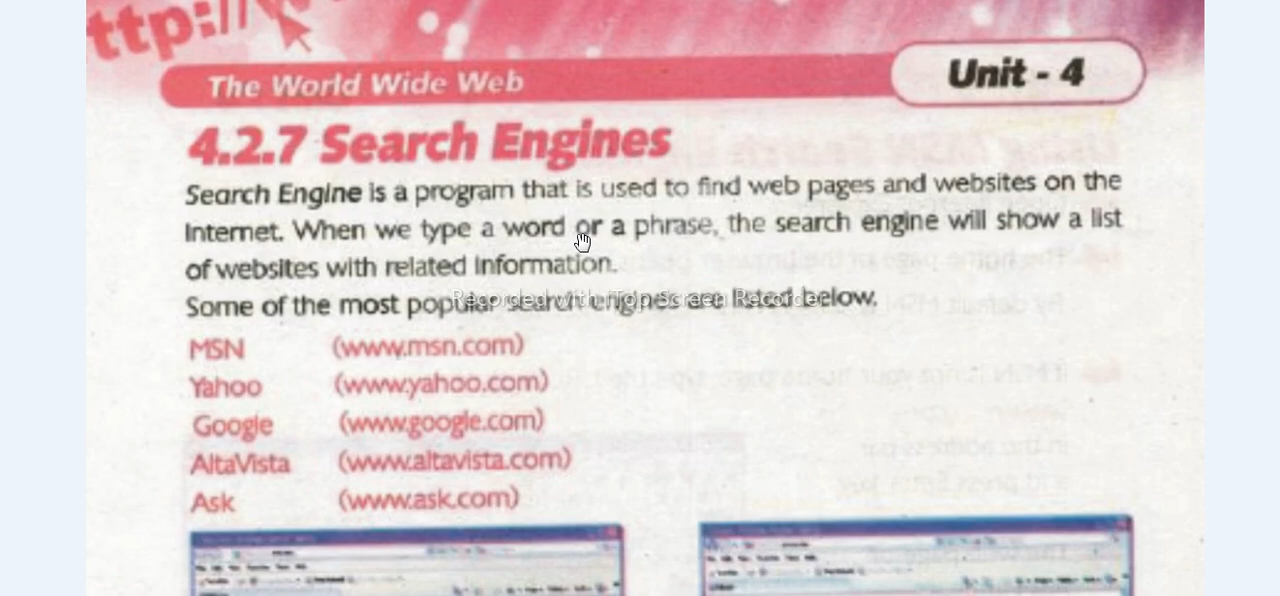 ttp://w
The World Wide Web
Unit - 4
4.2.7 Search Engines
Search Engine is a program that is used to find web pages and websites on the
Internet. When we type a word or a phrase, the search engine will show a list
of websites with related information.
Recorded with iTop Screen Recorder
Some of the most popular search engines are listed below.
MSN (www.msn.com)
Yahoo (www.yahoo.com)
Google (www.google.com)
AltaVista (www.altavista.com)
Ask (www.ask.com)